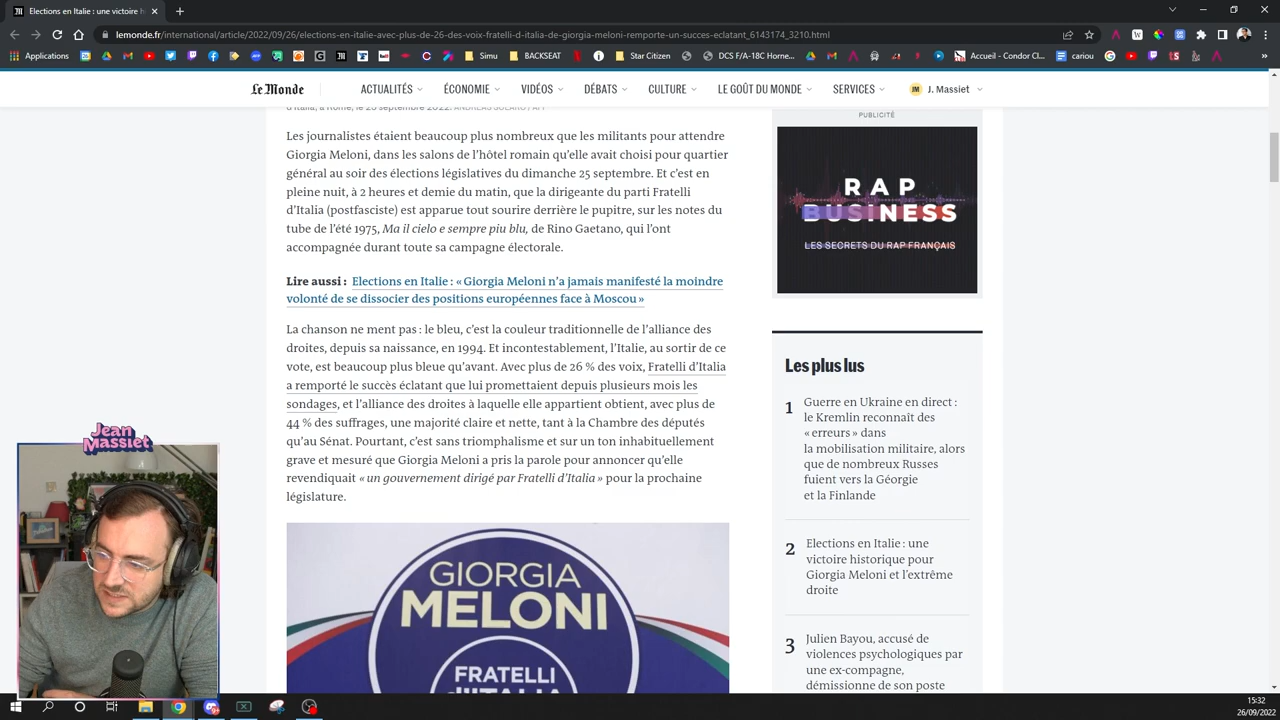 Elections en Italie : une victoire h
lemonde.fr/international/article/2022/09/26/elections-en-italie-avec-plus-de-26-des-voix-fratelli-d-italia-de-giorgia-meloni-remporte-un-succes-eclatant_6143174_3210.html
Applications
Simu
BACKSEAT
Star Citizen
DCS F/A-18C Horne...
Accueil - Condor Cl...
cariou
Le Monde
ACTUALITÉS
ÉCONOMIE
VIDÉOS
DÉBATS
CULTURE
LE GOÛT DU MONDE
SERVICES
JM
J. Massiet
d'Italia, à Rome, le 25 septembre 2022. ANDREAS SOLARO / AFP
Les journalistes étaient beaucoup plus nombreux que les militants pour attendre
Giorgia Meloni, dans les salons de l'hôtel romain qu'elle avait choisi pour quartier
général au soir des élections législatives du dimanche 25 septembre. Et c'est en
pleine nuit, à 2 heures et demie du matin, que la dirigeante du parti Fratelli
d'Italia (postfasciste) est apparue tout sourire derrière le pupitre, sur les notes du
tube de l'été 1975, Ma il cielo e sempre piu blu, de Rino Gaetano, qui l'ont
accompagnée durant toute sa campagne électorale.
Lire aussi : Elections en Italie : « Giorgia Meloni n'a jamais manifesté la moindre
volonté de se dissocier des positions européennes face à Moscou »
La chanson ne ment pas : le bleu, c'est la couleur traditionnelle de l'alliance des
droites, depuis sa naissance, en 1994. Et incontestablement, l'Italie, au sortir de ce
vote, est beaucoup plus bleue qu'avant. Avec plus de 26 % des voix, Fratelli d'Italia
a remporté le succès éclatant que lui promettaient depuis plusieurs mois les
sondages, et l'alliance des droites à laquelle elle appartient obtient, avec plus de
44 % des suffrages, une majorité claire et nette, tant à la Chambre des députés
qu'au Sénat. Pourtant, c'est sans triomphalisme et sur un ton inhabituellement
grave et mesuré que Giorgia Meloni a pris la parole pour annoncer qu'elle
revendiquait « un gouvernement dirigé par Fratelli d'Italia » pour la prochaine
législature.
GIORGIA
MELONI
FRATELLI
d'ITALIA
PUBLICITÉ
RAP
BUSINESS
LES SECRETS DU RAP FRANÇAIS
Les plus lus
1 Guerre en Ukraine en direct :
le Kremlin reconnaît des
« erreurs » dans
la mobilisation militaire, alors
que de nombreux Russes
fuient vers la Géorgie
et la Finlande
2 Elections en Italie : une
victoire historique pour
Giorgia Meloni et l'extrême
droite
3 Julien Bayou, accusé de
violences psychologiques par
une ex-compagne,
démissionne de son poste
Jean
Massiet
15:32
26/09/2022